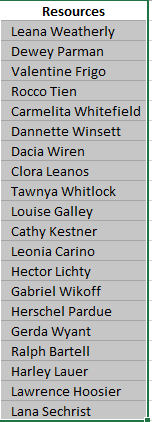 Resources
Leana Weatherly
Dewey Parman
Valentine Frigo
Rocco Tien
Carmelita Whitefield
Dannette Winsett
Dacia Wiren
Clora Leanos
Tawnya Whitlock
Louise Galley
Cathy Kestner
Leonia Carino
Hector Lichty
Gabriel Wikoff
Herschel Pardue
Gerda Wyant
Ralph Bartell
Harley Lauer
Lawrence Hoosier
Lana Sechrist